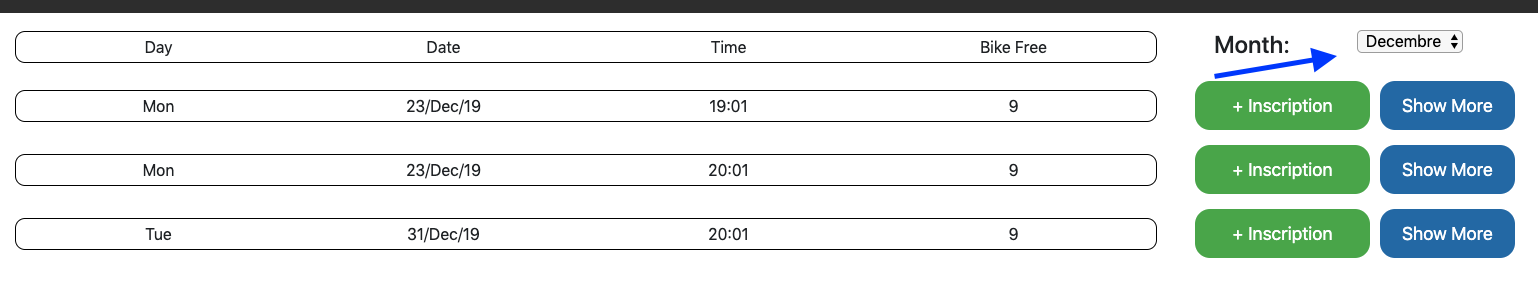 Day Date Time Bike Free Month: Decembre
Mon 23/Dec/19 19:01 9 + Inscription Show More
Mon 23/Dec/19 20:01 9 + Inscription Show More
Tue 31/Dec/19 20:01 9 + Inscription Show More